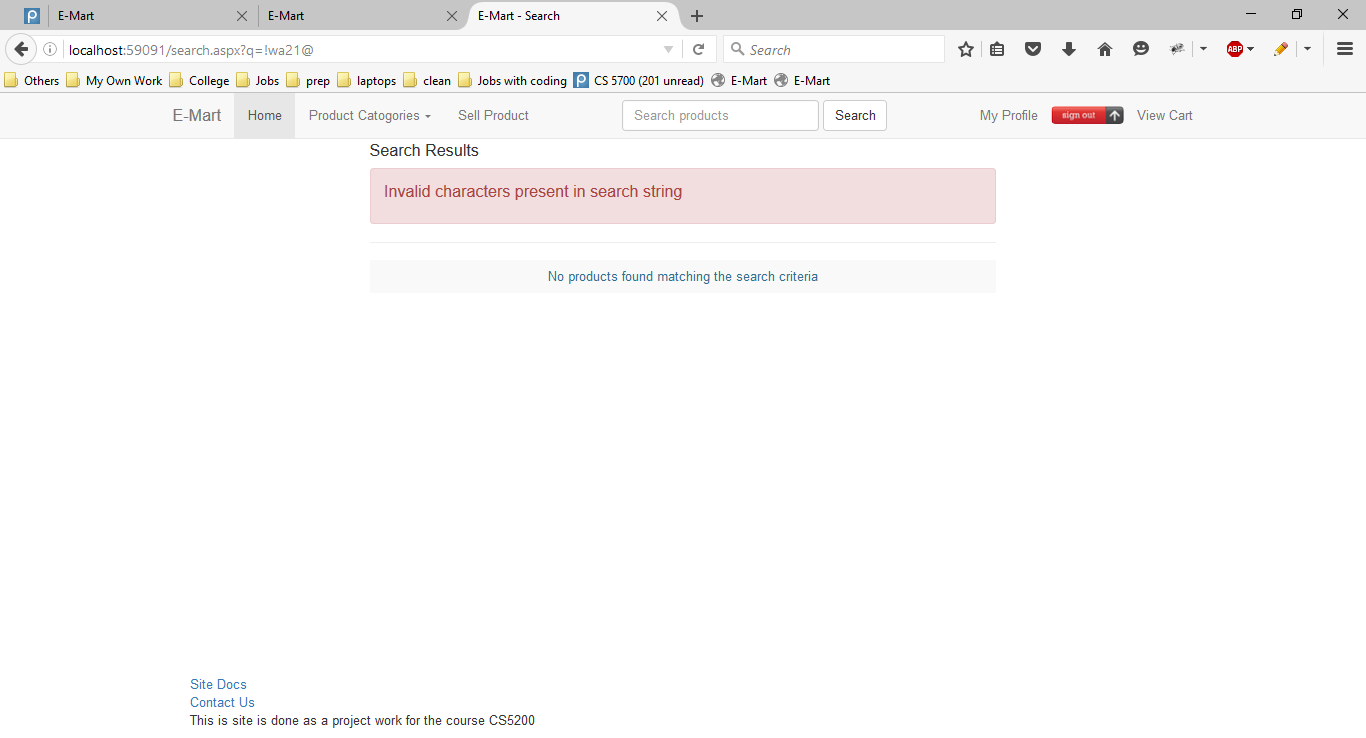 E-Mart E-Mart E-Mart - Search
localhost:59091/search.aspx?q=!wa21@ Search ABP
Others My Own Work College Jobs prep laptops clean Jobs with coding CS 5700 (201 unread) E-Mart E-Mart
E-Mart Home Product Catogories Sell Product Search products Search My Profile sign out View Cart
Search Results
Invalid characters present in search string
No products found matching the search criteria
Site Docs
Contact Us
This is site is done as a project work for the course CS5200